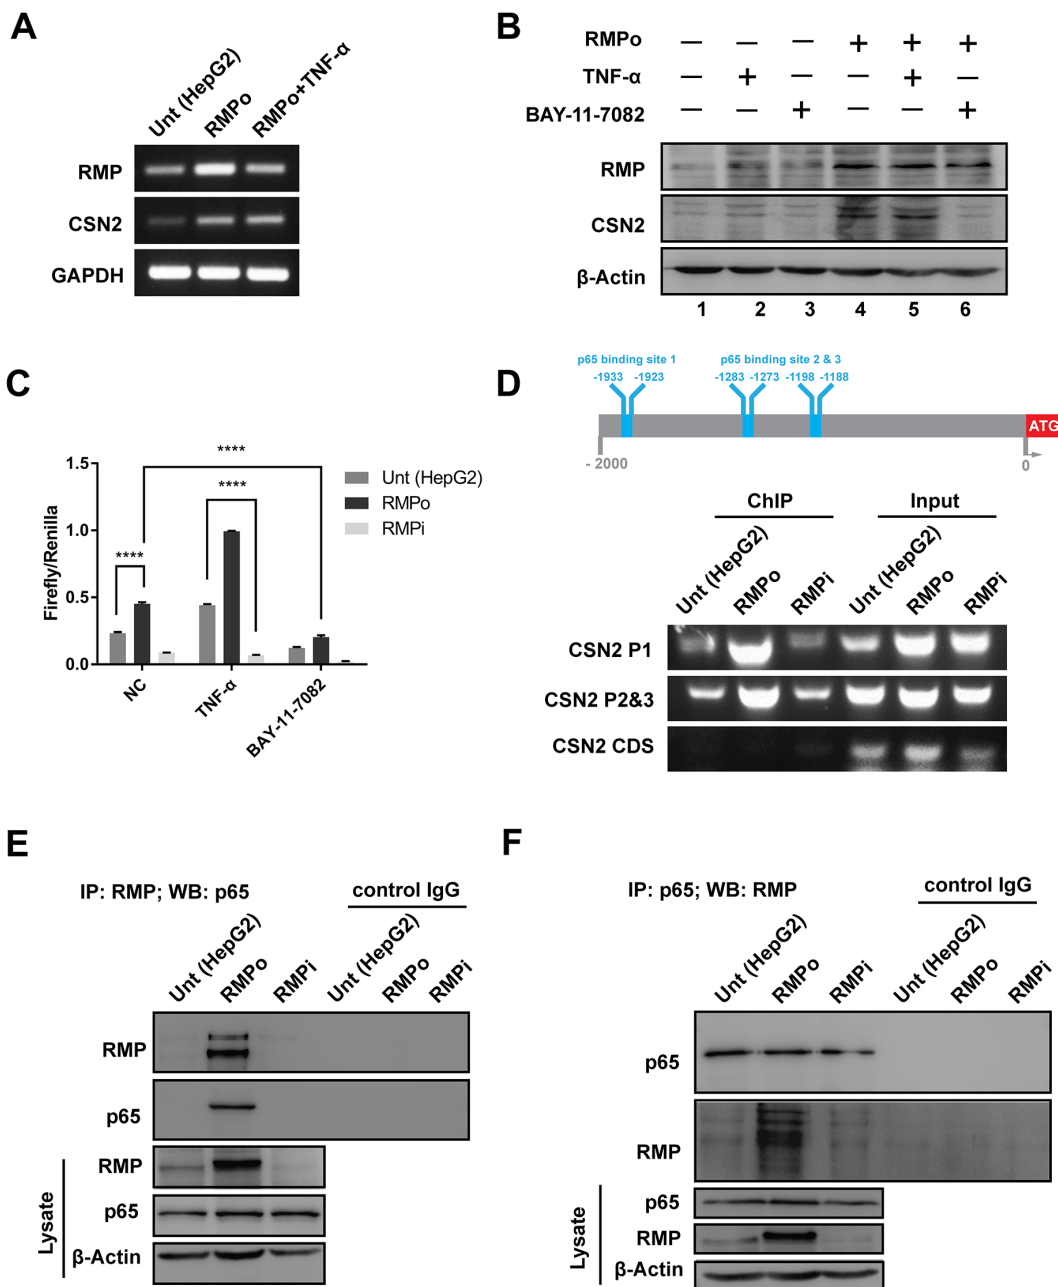 A
Unt (HepG2)
RMPo
RMPo+TNF-α
RMP
CSN2
GAPDH
B
RMPo — — — + + +
TNF-α — + — — + —
BAY-11-7082 — — + — — +
RMP
CSN2
β-Actin
1 2 3 4 5 6
C
****
****
****
1.5
1.0
0.5
0.0
Firefly/Renilla
Unt (HepG2)
RMPo
RMPi
NC
TNF-α
BAY-11-7082
D
p65 binding site 1
p65 binding site 2 & 3
-1933 -1923 -1283 -1273 -1198 -1188
ATG
- 2000
0
ChIP Input
Unt (HepG2)
RMPo
RMPi
Unt (HepG2)
RMPo
RMPi
CSN2 P1
CSN2 P2&3
CSN2 CDS
E
IP: RMP; WB: p65
control IgG
Unt (HepG2)
RMPo
RMPi
Unt (HepG2)
RMPo
RMPi
RMP
p65
Lysate
RMP
p65
β-Actin
F
IP: p65; WB: RMP
control IgG
Unt (HepG2)
RMPo
RMPi
Unt (HepG2)
RMPo
RMPi
p65
RMP
Lysate
p65
RMP
β-Actin